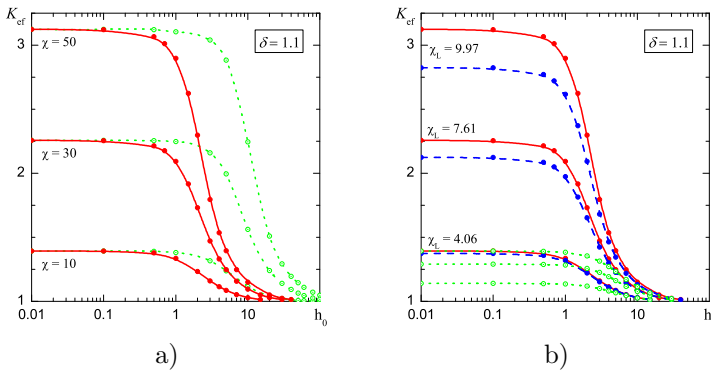 K_ef
3
2
1
χ = 50
χ = 30
χ = 10
δ = 1.1
0.01 0.1 1 10 h_0
a)
K_ef
3
2
1
χ_L = 9.97
χ_L = 7.61
χ_L = 4.06
δ = 1.1
0.01 0.1 1 10 h
b)